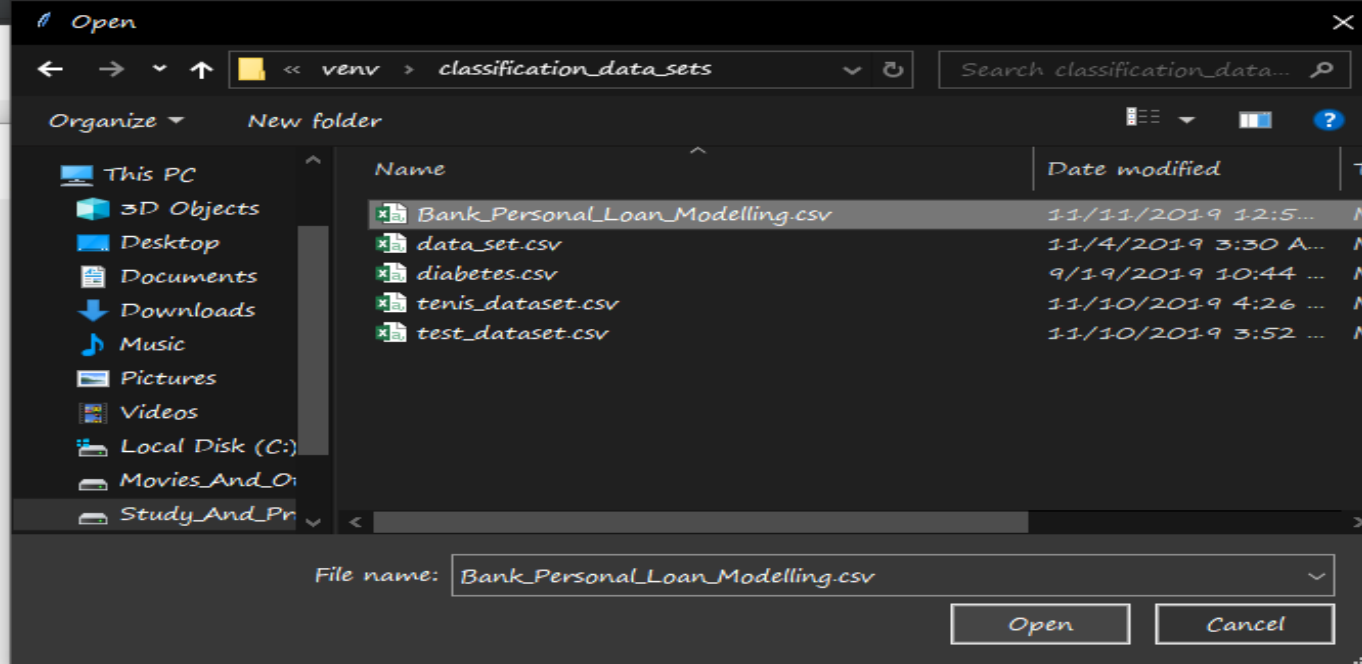 Open
« venv > classification_data_sets
Search classification_data...
Organize
New folder
?
Name
Date modified
This PC
3D Objects
Desktop
Documents
Downloads
Music
Pictures
Videos
Local Disk (C:)
Movies_And_O
Study_And_Pr
Bank_Personal_Loan_Modelling.csv 11/11/2019 12:5...
data_set.csv 11/4/2019 3:30 A...
diabetes.csv 9/19/2019 10:44 ...
tenis_dataset.csv 11/10/2019 4:26 ...
test_dataset.csv 11/10/2019 3:52 ...
File name: Bank_Personal_Loan_Modelling.csv
Open
Cancel